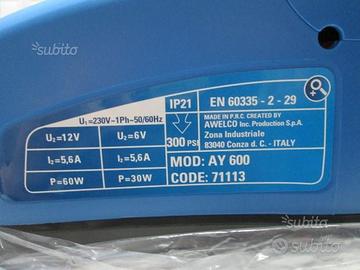 subito
U1=230V~1Ph-50/60Hz
U2=12V
U2=6V
I2=5,6A
I2=5,6A
P=60W
P=30W
IP21
300 PSI
EN 60335 - 2 - 29
MADE IN P.R.C. CREATED BY
AWELCO Inc. Production S.p.A.
Zona Industriale
83040 Conza d. C. - ITALY
MOD: AY 600
CODE: 71113
subito
subito